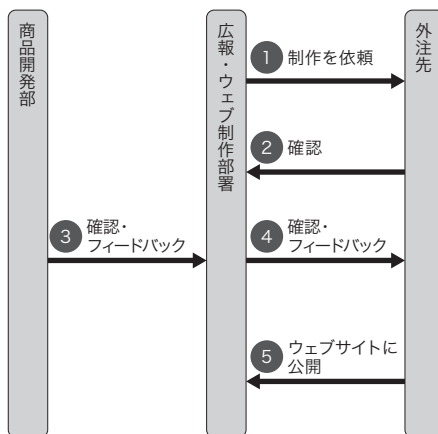 商品開発部
広報・ウェブ制作部署
外注先
1 制作を依頼
2 確認
3 確認・
フィードバック
4 確認・
フィードバック
5 ウェブサイトに
公開